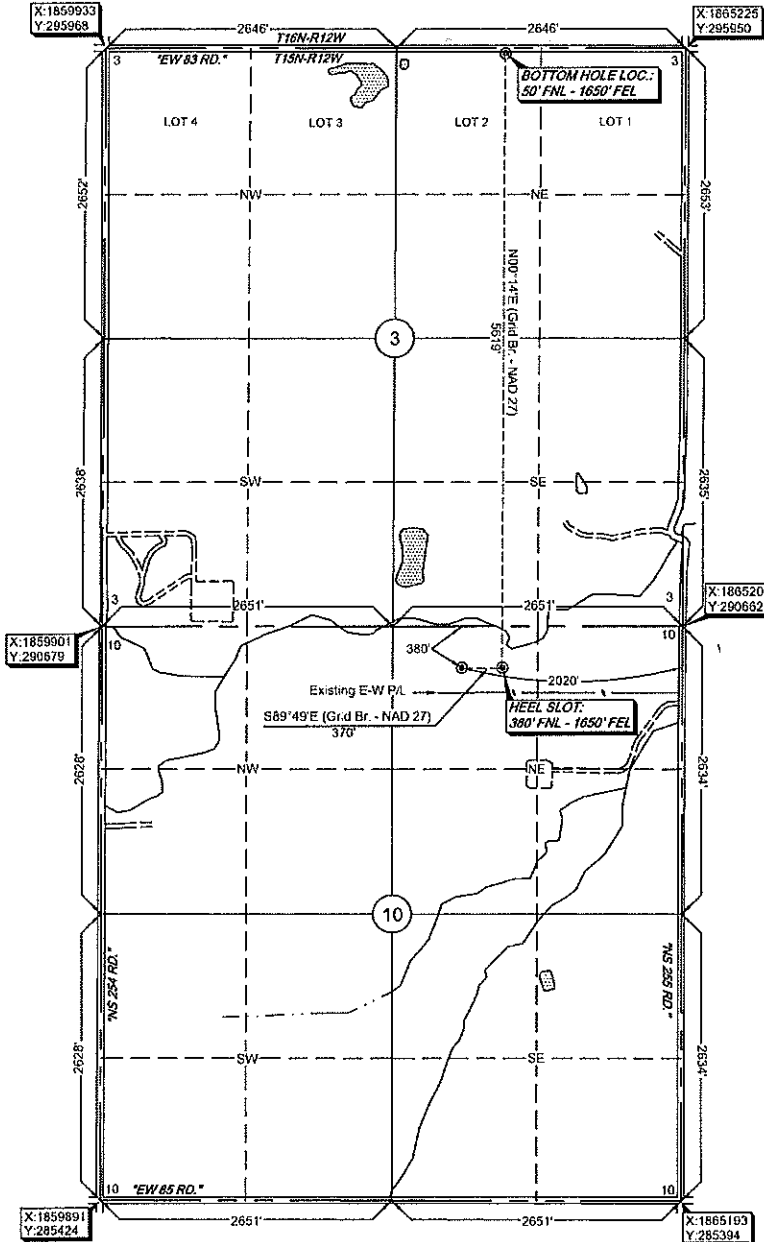 X:1859933
Y:295968
2646'
T16N-R12W
2646'
X:1865225
Y:295950
3
"EW 83 RD."
T15N-R12W
3
BOTTOM HOLE LOC.:
50' FNL - 1650' FEL
LOT 4
LOT 3
LOT 2
LOT 1
2652'
NW
NE
2653'
N00°14'E (Grid Br. - NAD 27)
5619'
3
2638'
SW
SE
2635'
3
2651'
2651'
3
X:186520
Y:290662
X:1859901
Y:290679
10
10
380'
2020'
Existing E-W P/L
HEEL SLOT:
380' FNL - 1650' FEL
S89°49'E (Grid Br. - NAD 27)
370'
2628'
NW
NE
2634'
10
"NS 254 RD."
"NS 255 RD."
2628'
SW
SE
2634'
10
"EW 85 RD."
10
X:1859891
Y:285424
2651'
2651'
X:1865193
Y:285394